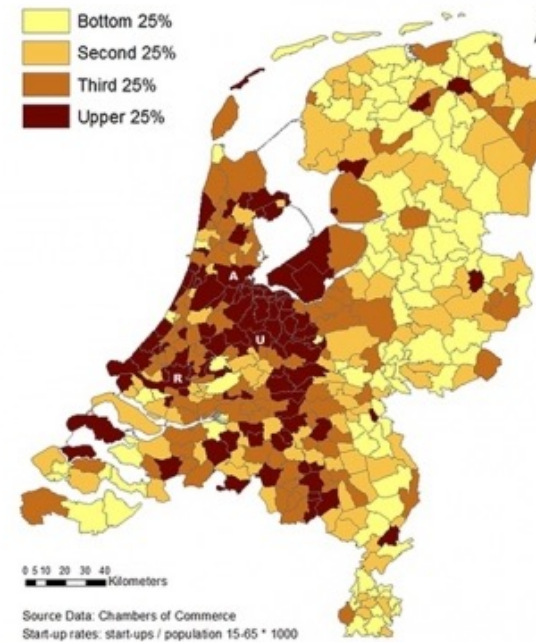 Bottom 25%
Second 25%
Third 25%
Upper 25%
A
U
R
0 5 10 20 30 40
Kilometers
Source Data: Chambers of Commerce
Start-up rates: start-ups / population 15-65 * 1000